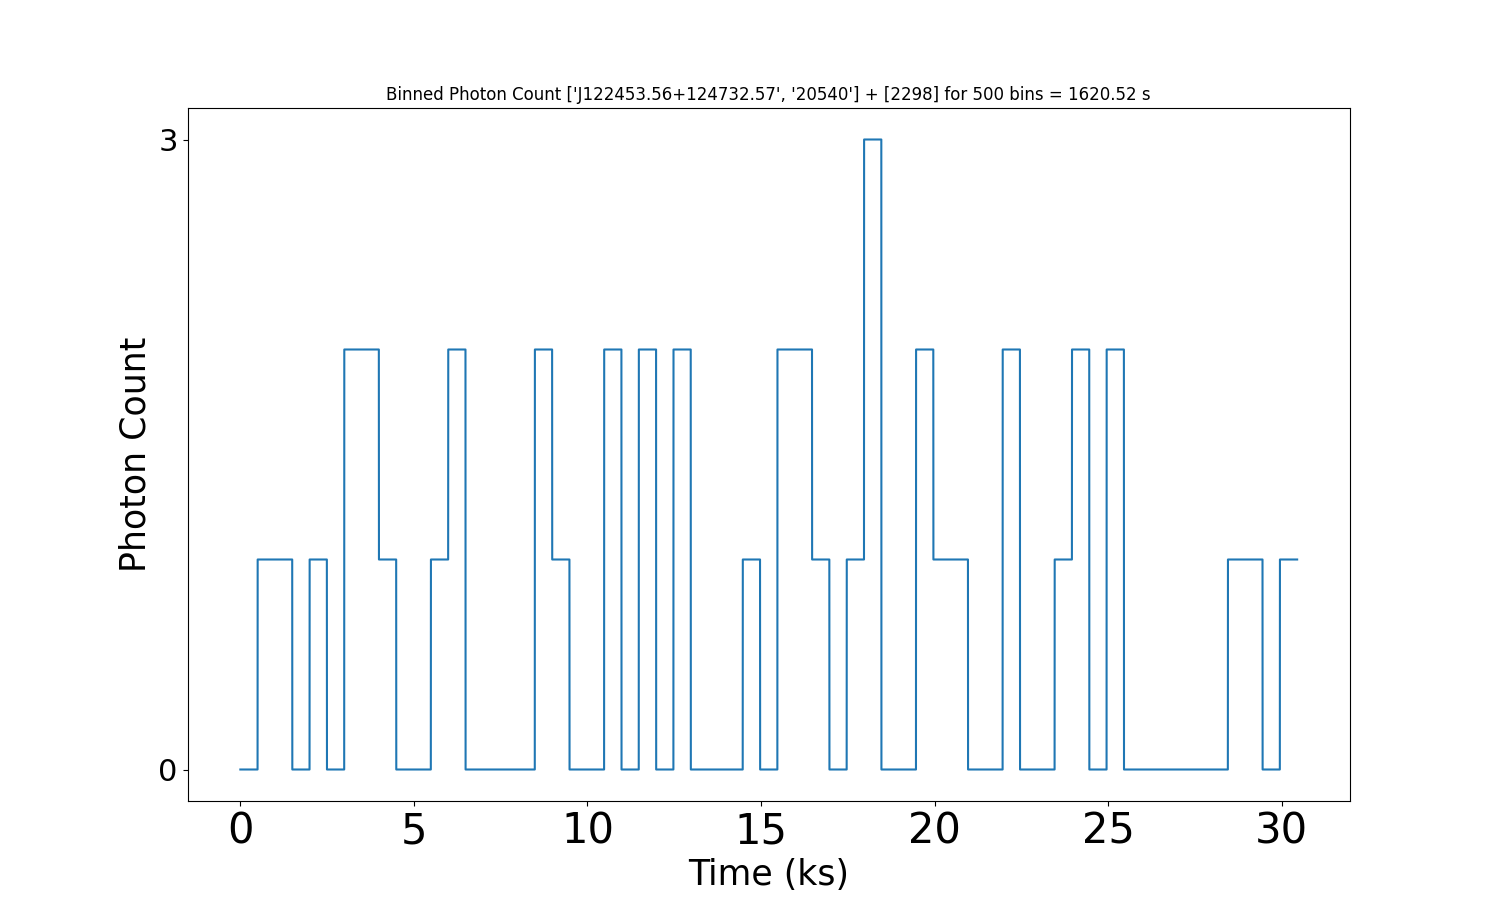 Binned Photon Count ['J122453.56+124732.57', '20540'] + [2298] for 500 bins = 1620.52 s
3
Photon Count
0
0 5 10 15 20 25 30
Time (ks)